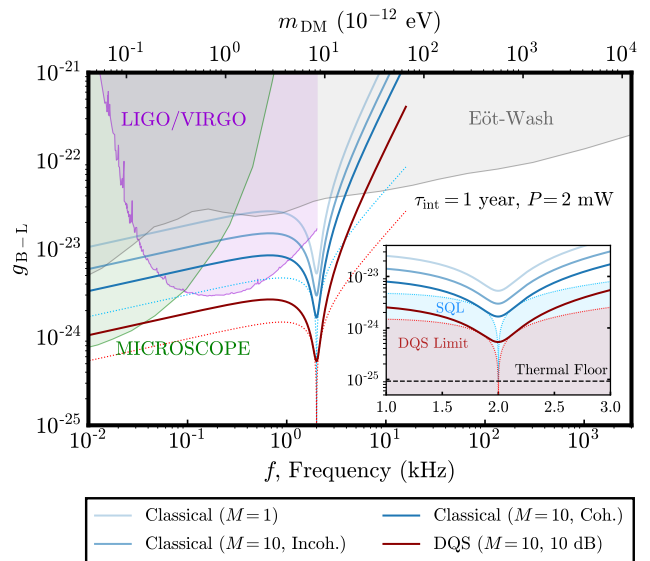 m_DM (10^-12 eV)
10^-1 10^0 10^1 10^2 10^3 10^4
10^-21
10^-22
10^-23
10^-24
10^-25
g_B−L
LIGO/VIRGO
Eöt-Wash
τ_int = 1 year, P = 2 mW
MICROSCOPE
10^-23
10^-24
10^-25
SQL
DQS Limit
Thermal Floor
1.0 1.5 2.0 2.5 3.0
10^-2 10^-1 10^0 10^1 10^2 10^3
f, Frequency (kHz)
Classical (M = 1)
Classical (M = 10, Incoh.)
Classical (M = 10, Coh.)
DQS (M = 10, 10 dB)